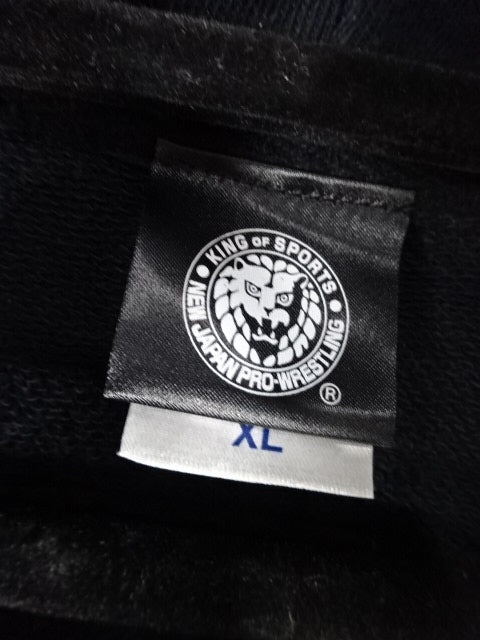 KING OF SPORTS
NEW JAPAN PRO-WRESTLING
®
XL